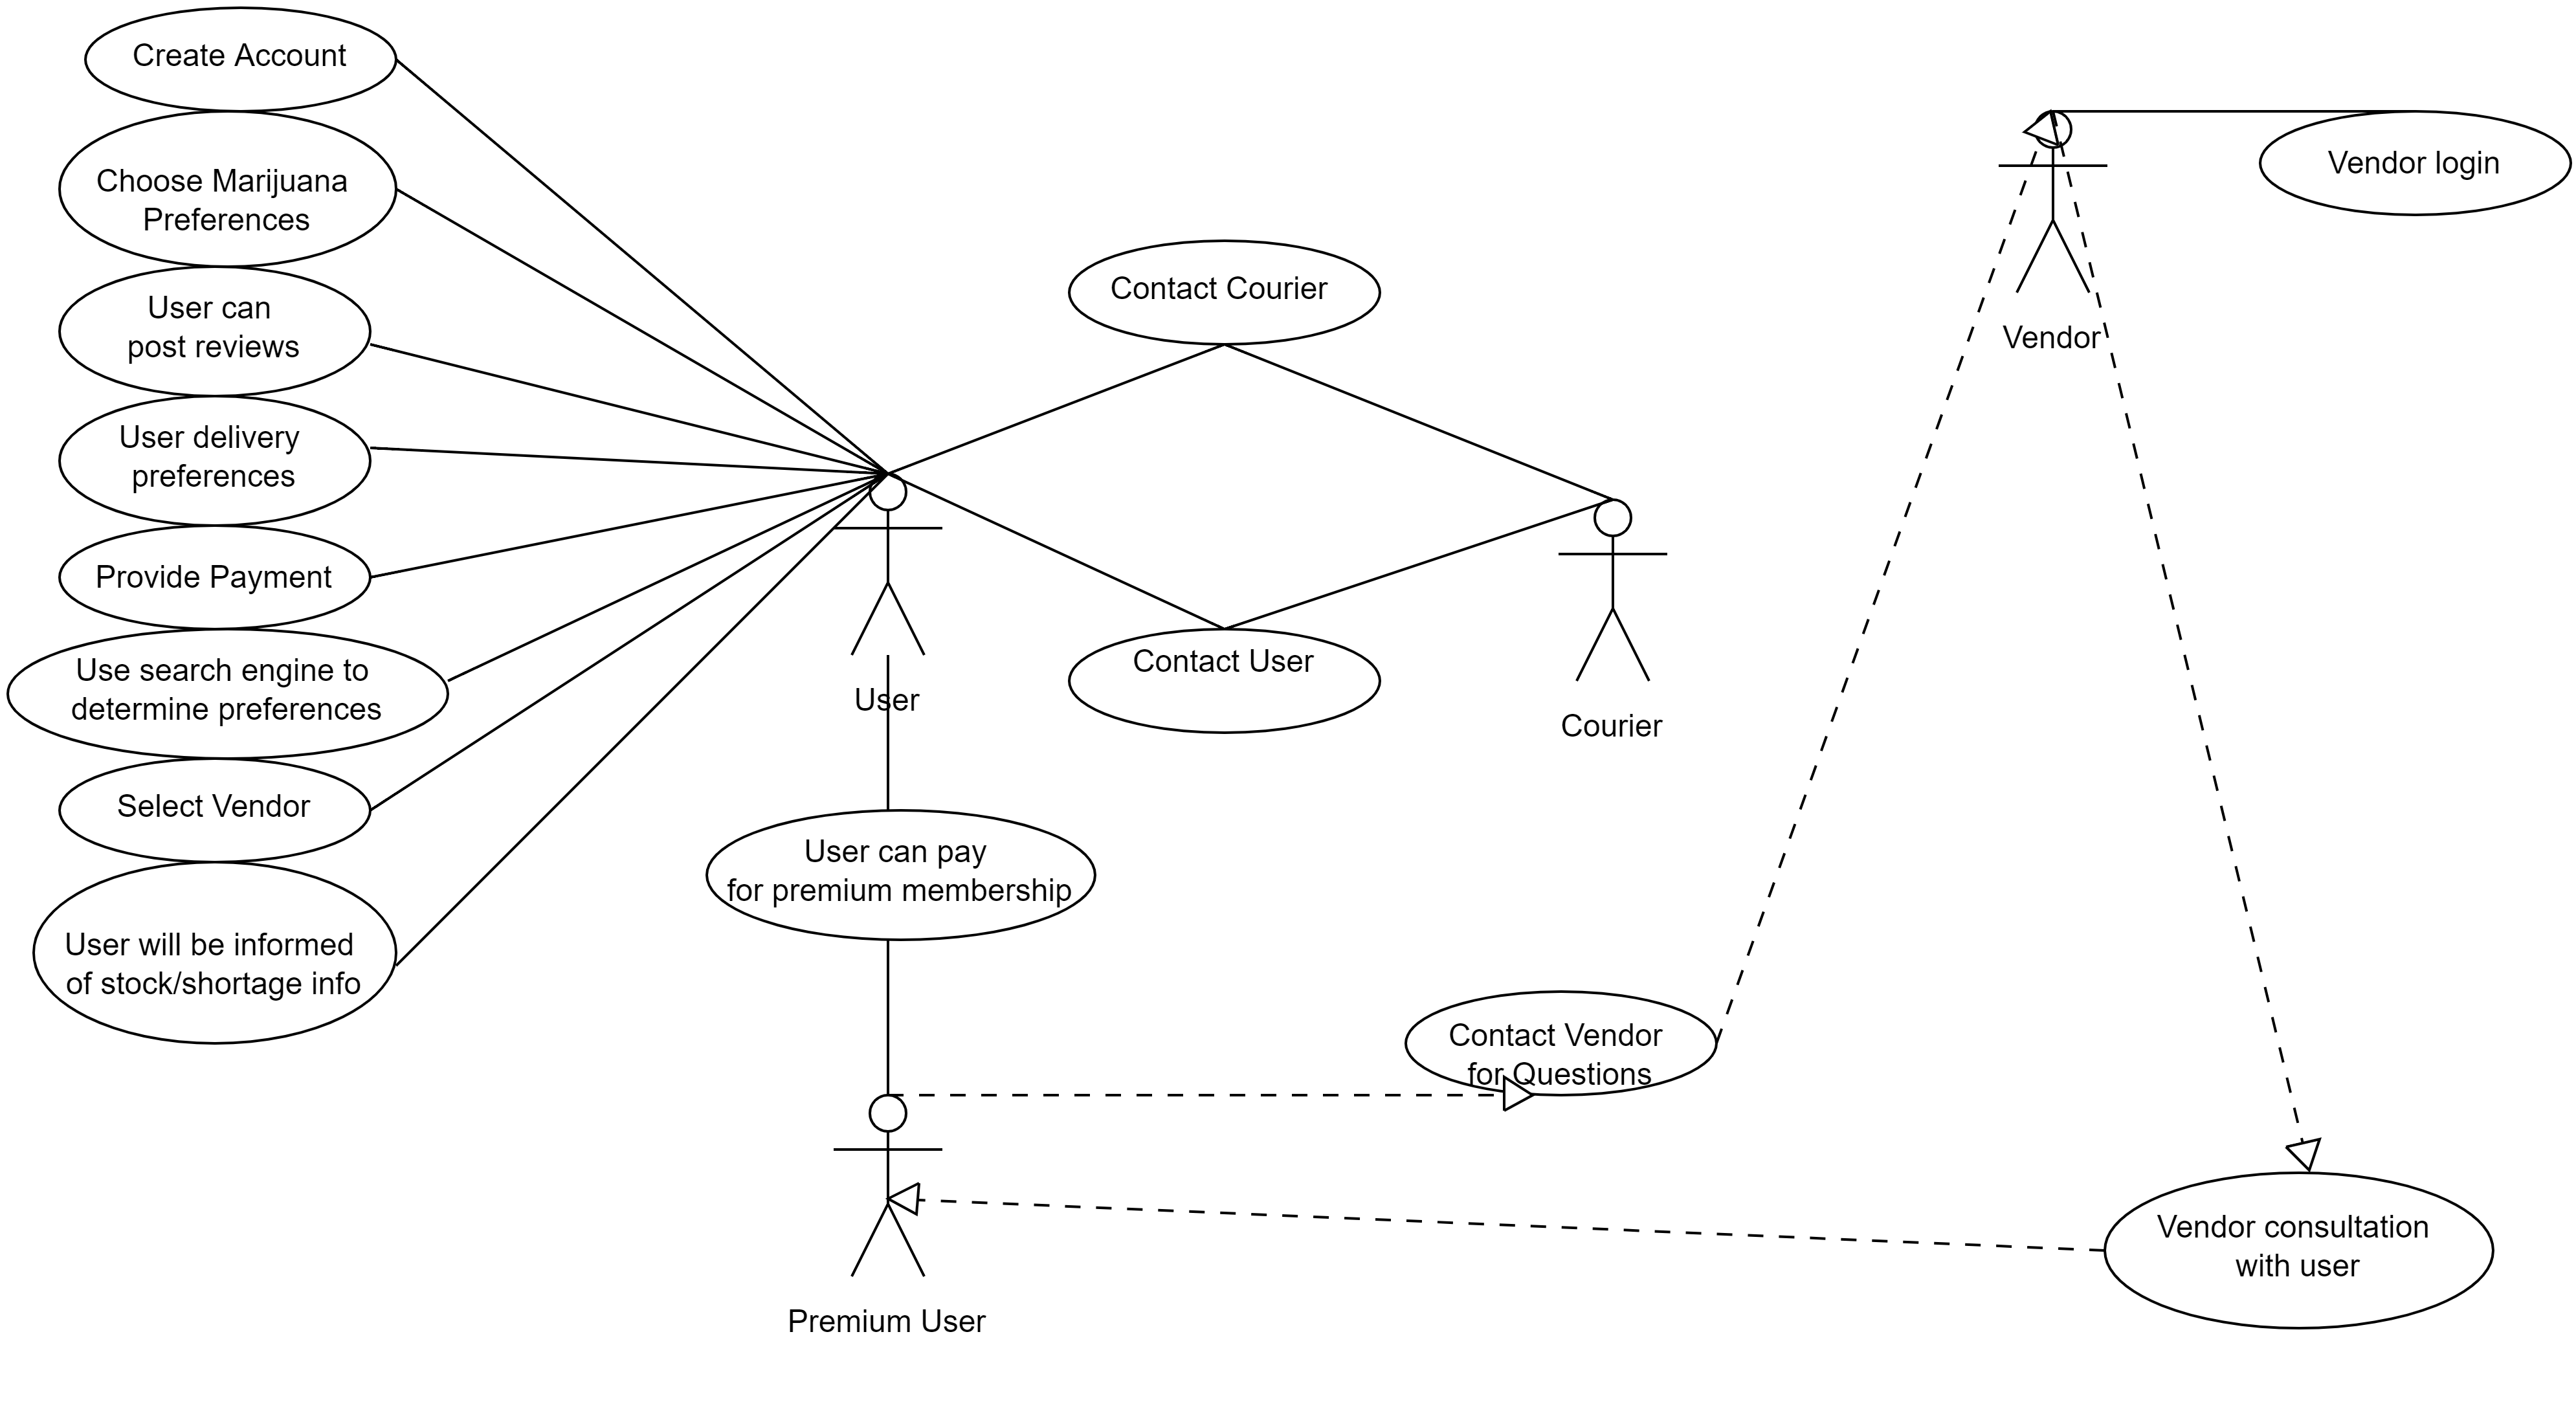 Create Account
Choose Marijuana
Preferences
User can
post reviews
User delivery
preferences
Provide Payment
Use search engine to
determine preferences
Select Vendor
User will be informed
of stock/shortage info
Contact Courier
User
Contact User
Courier
User can pay
for premium membership
Premium User
Contact Vendor
for Questions
Vendor
Vendor login
Vendor consultation
with user